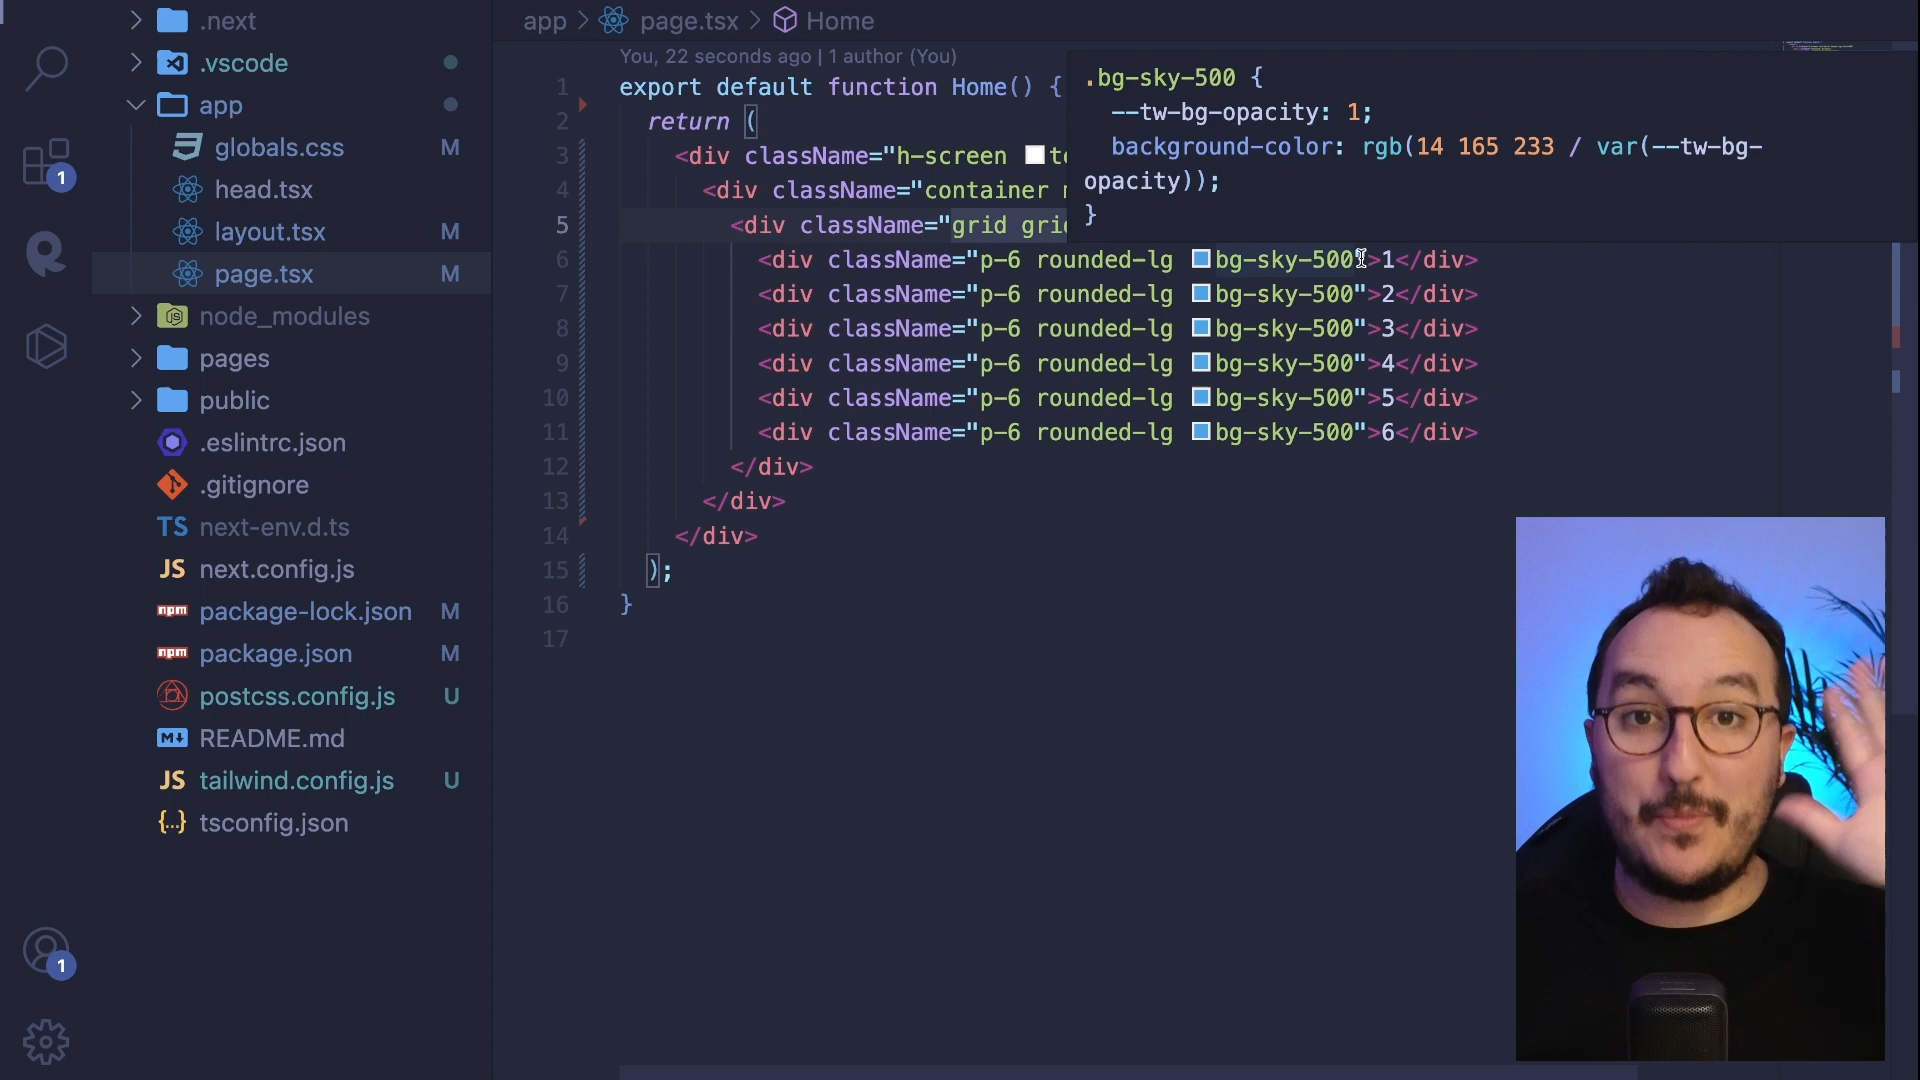 .next
.vscode
app
globals.css M
head.tsx
layout.tsx M
page.tsx M
node_modules
pages
public
.eslintrc.json
.gitignore
TS next-env.d.ts
JS next.config.js
npm package-lock.json M
npm package.json M
postcss.config.js U
README.md
JS tailwind.config.js U
{...} tsconfig.json
1
1
app > page.tsx > Home
You, 22 seconds ago | 1 author (You)
1 export default function Home() {
2 return (
3 <div className="h-screen
4 <div className="container
5 <div className="grid
6 <div className="p-6 rounded-lg bg-sky-500">1</div>
7 <div className="p-6 rounded-lg bg-sky-500">2</div>
8 <div className="p-6 rounded-lg bg-sky-500">3</div>
9 <div className="p-6 rounded-lg bg-sky-500">4</div>
10 <div className="p-6 rounded-lg bg-sky-500">5</div>
11 <div className="p-6 rounded-lg bg-sky-500">6</div>
12 </div>
13 </div>
14 </div>
15 );
16 }
17
.bg-sky-500 {
--tw-bg-opacity: 1;
background-color: rgb(14 165 233 / var(--tw-bg-
opacity));
}